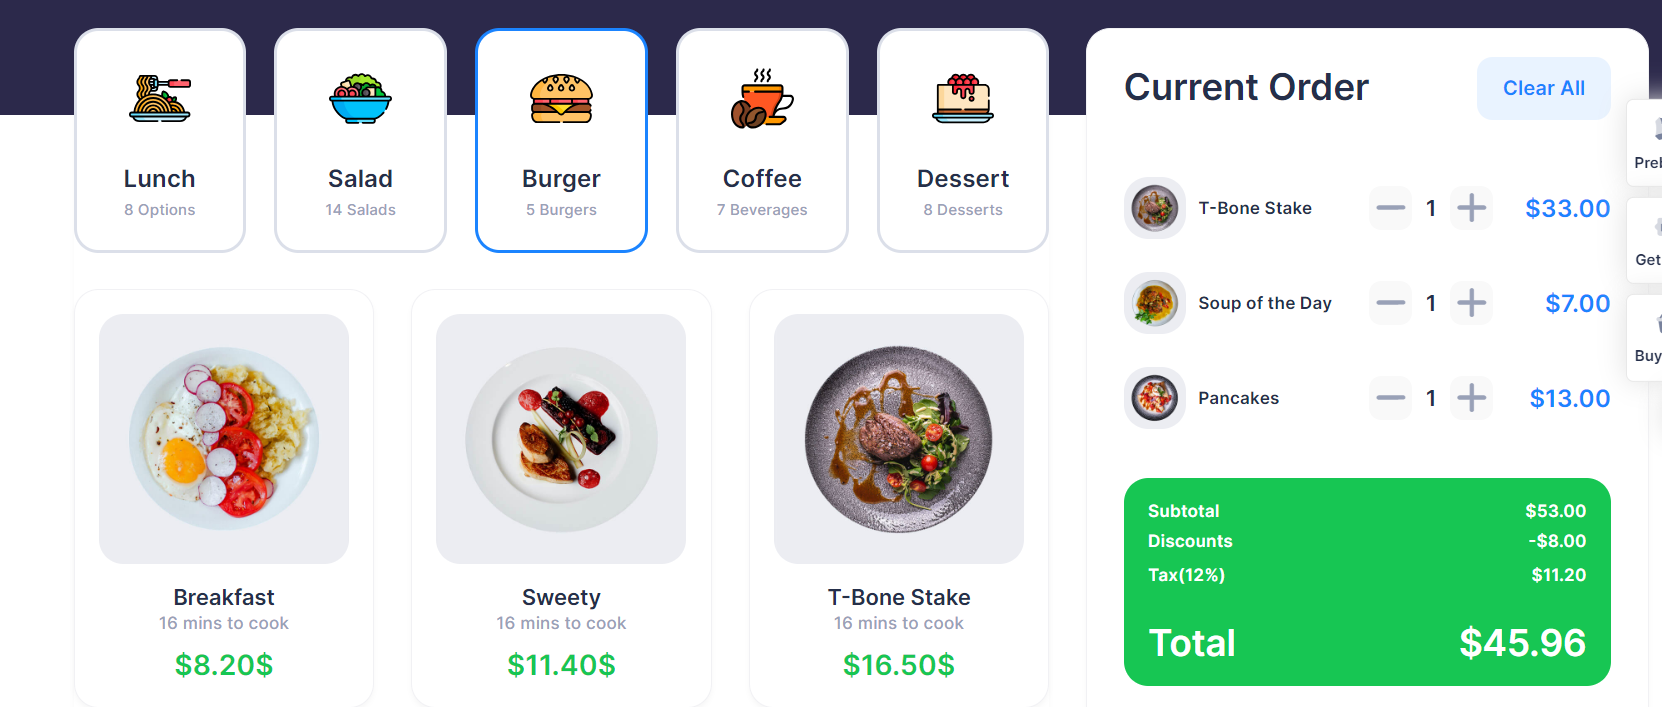 Lunch
8 Options
Salad
14 Salads
Burger
5 Burgers
Coffee
7 Beverages
Dessert
8 Desserts
Breakfast
16 mins to cook
$8.20$
Sweety
16 mins to cook
$11.40$
T-Bone Stake
16 mins to cook
$16.50$
Current Order
Clear All
T-Bone Stake 1 $33.00
Soup of the Day 1 $7.00
Pancakes 1 $13.00
Subtotal $53.00
Discounts -$8.00
Tax(12%) $11.20
Total $45.96
Get
Buy